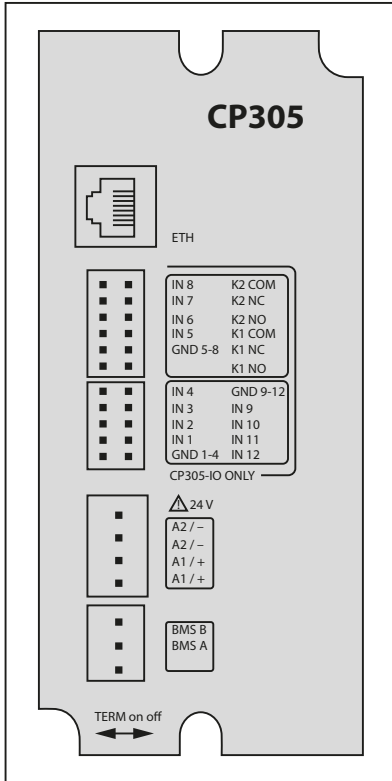 CP305
ETH
IN 8 K2 COM
IN 7 K2 NC
IN 6 K2 NO
IN 5 K1 COM
GND 5-8 K1 NC
K1 NO
IN 4 GND 9-12
IN 3 IN 9
IN 2 IN 10
IN 1 IN 11
GND 1-4 IN 12
CP305-IO ONLY
24 V
A2 / –
A2 / –
A1 / +
A1 / +
BMS B
BMS A
TERM on off